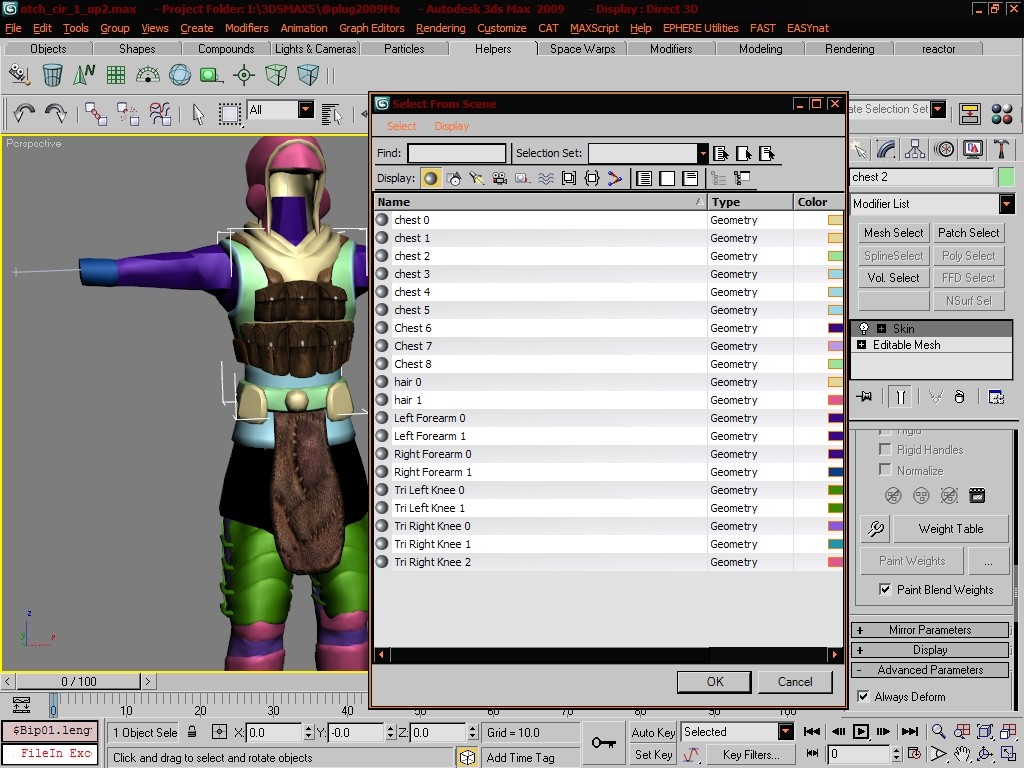 ntch_cir_1_up2.max - Project Folder: I:\3DSMAX5\@plug2009Mx - Autodesk 3ds Max 2009 - Display : Direct 3D
File Edit Tools Group Views Create Modifiers Animation Graph Editors Rendering Customize CAT MAXScript Help EPHERE Utilities FAST EASYnat
Objects Shapes Compounds Lights & Cameras Particles Helpers Space Warps Modifiers Modeling Rendering reactor
All
ate Selection Set
Perspective
Select From Scene
Select Display
Find: Selection Set:
Display:
Name Type Color
chest 0 Geometry
chest 1 Geometry
chest 2 Geometry
chest 3 Geometry
chest 4 Geometry
chest 5 Geometry
Chest 6 Geometry
Chest 7 Geometry
Chest 8 Geometry
hair 0 Geometry
hair 1 Geometry
Left Forearm 0 Geometry
Left Forearm 1 Geometry
Right Forearm 0 Geometry
Right Forearm 1 Geometry
Tri Left Knee 0 Geometry
Tri Left Knee 1 Geometry
Tri Right Knee 0 Geometry
Tri Right Knee 1 Geometry
Tri Right Knee 2 Geometry
OK Cancel
chest 2
Modifier List
Mesh Select Patch Select
SplineSelect Poly Select
Vol. Select FFD Select
NSurf Sel
Skin
Editable Mesh
Rigid
Rigid Handles
Normalize
Weight Table
Paint Weights ...
Paint Blend Weights
+ Mirror Parameters
+ Display
- Advanced Parameters
Always Deform
z
y x
< 0 / 100 >
0 10 20 30 40 50 60 70 80 90 100
$Bip01.lengt
FileIn Exc
1 Object Sele X: 0.0 Y: -0.0 Z: 0.0 Grid = 10.0
Click and drag to select and rotate objects Add Time Tag
Auto Key Selected
Set Key Key Filters... 0